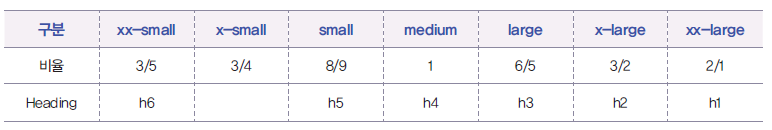 구분 xx-small x-small small medium large x-large xx-large
비율 3/5 3/4 8/9 1 6/5 3/2 2/1
Heading h6 h5 h4 h3 h2 h1